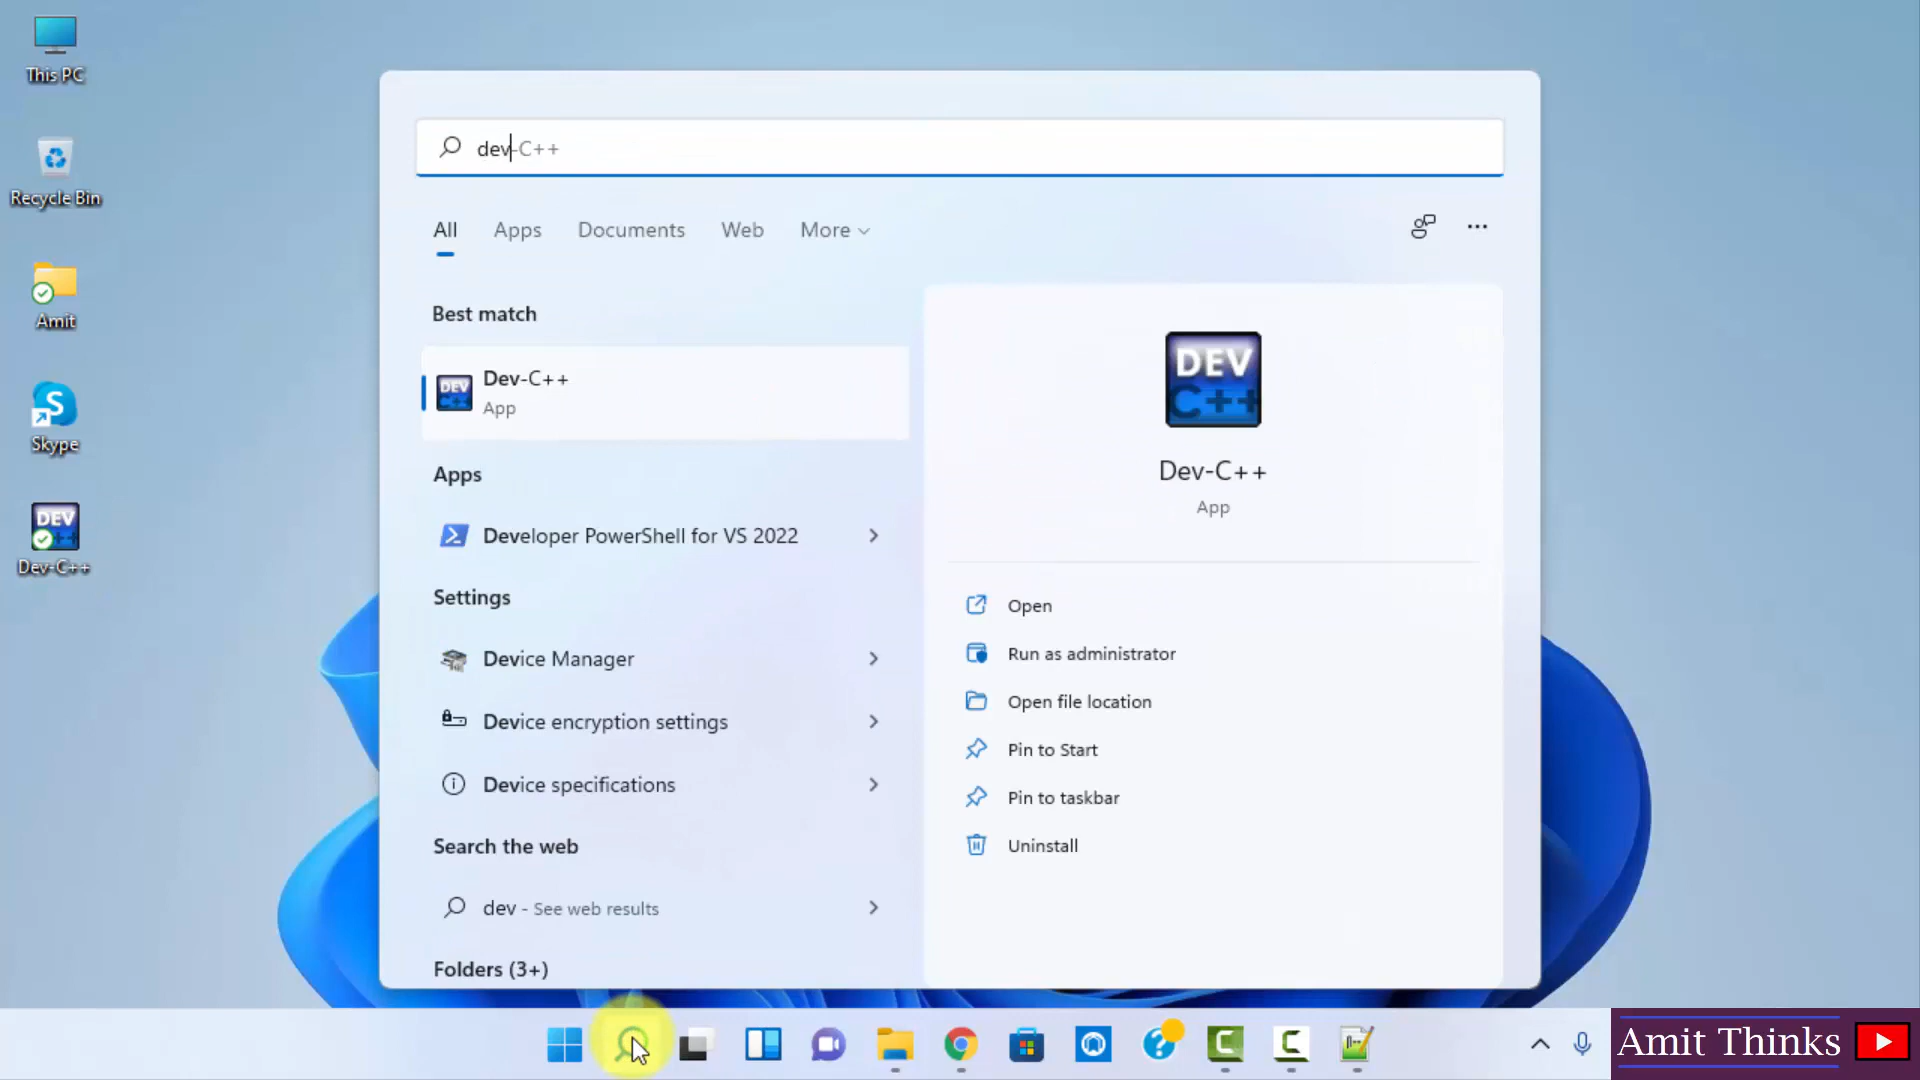 This PC
Recycle Bin
Amit
Skype
DEV
Dev-C++
dev-C++
All Apps Documents Web More
Best match
DEV
C++
Dev-C++
App
Apps
Developer PowerShell for VS 2022
Settings
Device Manager
Device encryption settings
Device specifications
Search the web
dev - See web results
Folders (3+)
DEV
C++
Dev-C++
App
Open
Run as administrator
Open file location
Pin to Start
Pin to taskbar
Uninstall
Amit Thinks